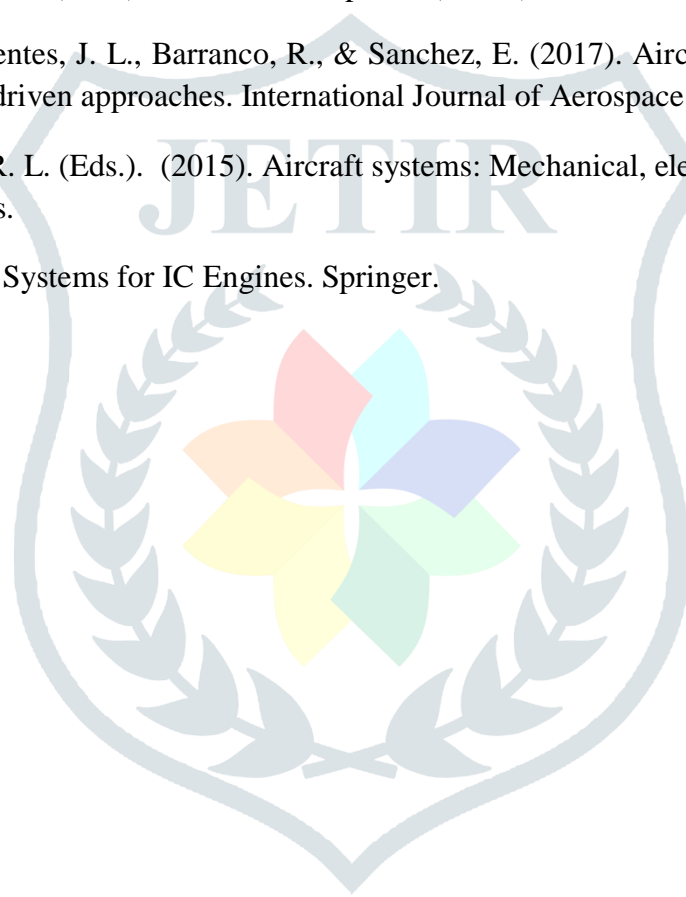 entes, J. L., Barranco, R., & Sanchez, E. (2017). Airc
driven approaches. International Journal of Aerospace
R. L. (Eds.). (2015). Aircraft systems: Mechanical, ele
s.
Systems for IC Engines. Springer.
JETIR